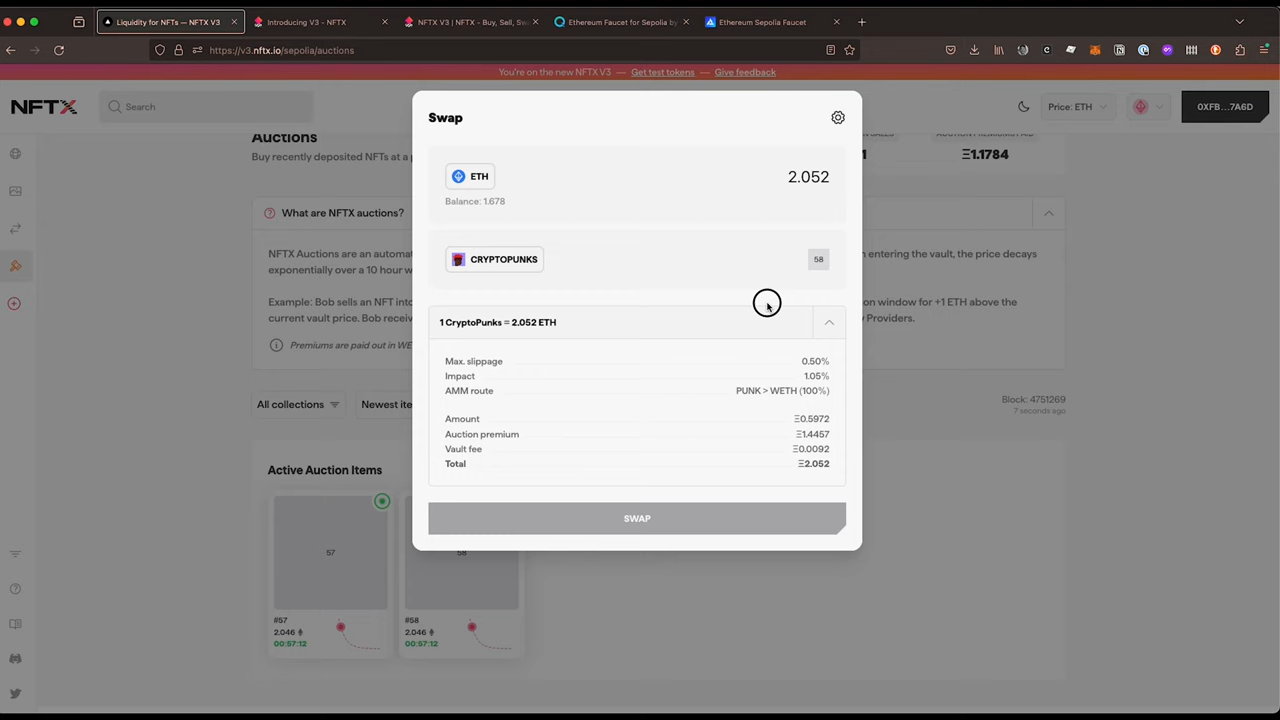 Liquidity for NFTs — NFTX V3
Introducing V3 - NFTX
NFTX V3 | NFTX - Buy, Sell, Swa
Ethereum Faucet for Sepolia by
Ethereum Sepolia Faucet
https://v3.nftx.io/sepolia/auctions
You're on the new NFTX V3 — Get test tokens — Give feedback
NFTX
Search
Price: ETH
0XFB...7A6D
Auctions
Buy recently deposited NFTs at a p
Ξ1.1784
What are NFTX auctions?
NFTX Auctions are an automat
n entering the vault, the price decays
exponentially over a 10 hour w
Example: Bob sells an NFT into
on window for +1 ETH above the
current vault price. Bob receiv
y Providers.
Premiums are paid out in WE
All collections
Newest ite
Block: 4751269
7 seconds ago
Active Auction Items
57
58
#57
2.046
00:57:12
#58
2.046
00:57:12
Swap
ETH
2.052
Balance: 1.678
CRYPTOPUNKS
58
1 CryptoPunks = 2.052 ETH
Max. slippage 0.50%
Impact 1.05%
AMM route PUNK > WETH (100%)
Amount Ξ0.5972
Auction premium Ξ1.4457
Vault fee Ξ0.0092
Total Ξ2.052
SWAP